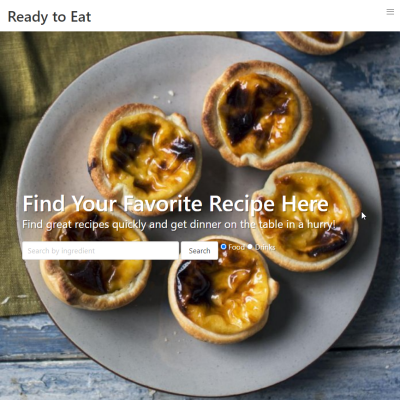 Ready to Eat
Find Your Favorite Recipe Here
Find great recipes quickly and get dinner on the table in a hurry!
Search by ingredient
Search
Food
Drinks